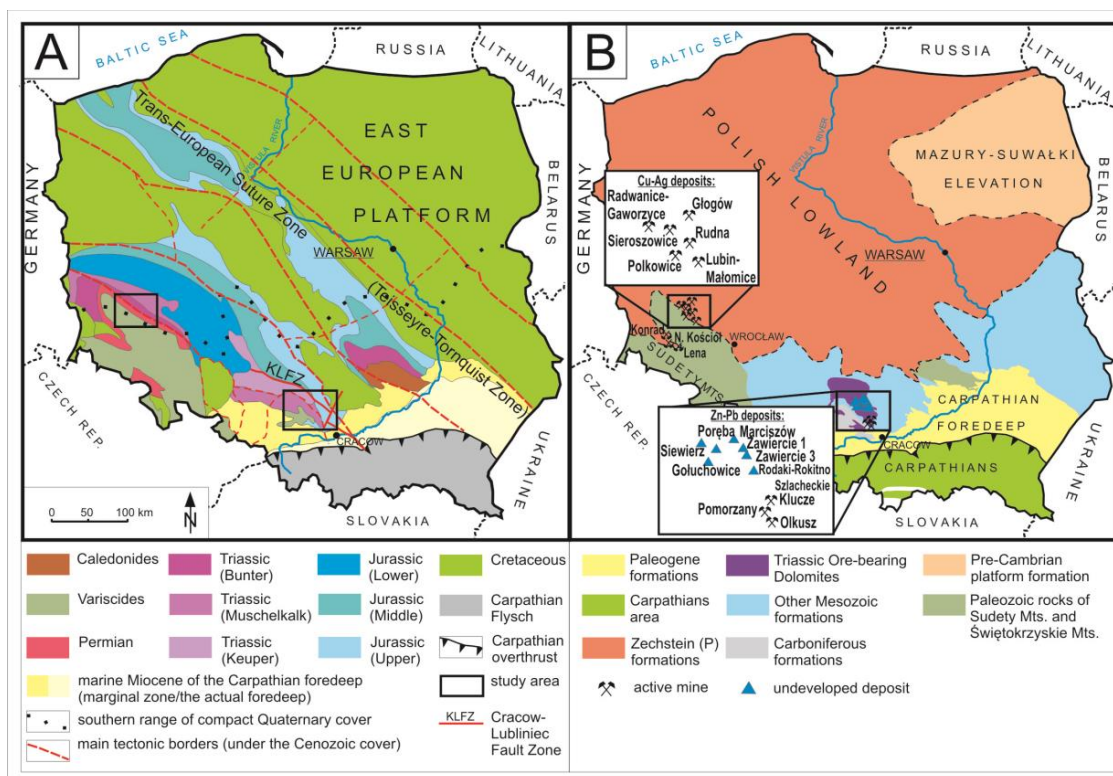 A
BALTIC SEA
RUSSIA
LITHUANIA
Trans-European Suture Zone
(Tejsseyre-Tornquist Zone)
VISTULA RIVER
EAST
EUROPEAN
PLATFORM
GERMANY
BELARUS
WARSAW
KLFZ
CRACOW
CZECH REP.
UKRAINE
SLOVAKIA
0 50 100 km
N
Caledonides
Variscides
Permian
Triassic
(Bunter)
Triassic
(Muschelkalk)
Triassic
(Keuper)
Jurassic
(Lower)
Jurassic
(Middle)
Jurassic
(Upper)
Cretaceous
Carpathian
Flysch
Carpathian
overthrust
study area
marine Miocene of the Carpathian foredeep
(marginal zone/the actual foredeep)
southern range of compact Quaternary cover
main tectonic borders (under the Cenozoic cover)
KLFZ
Cracow-
Lubliniec
Fault Zone
B
BALTIC SEA
RUSSIA
LITHUANIA
POLISH LOWLAND
VISTULA RIVER
MAZURY-SUWAŁKI
ELEVATION
GERMANY
BELARUS
Cu-Ag deposits:
Radwanice-
Gaworzyce
Głogów
Sieroszowice
Rudna
Polkowice
Lubin-
Małomice
WARSAW
Konrad
N. Kościół
Lena
WROCŁAW
SUDETY MTS.
CZECH REP.
Zn-Pb deposits:
Poręba
Marciszów
Zawiercie 1
Siewierz
Zawiercie 3
Gołuchowice
Rodaki-Rokitno
Szlacheckie
Klucze
Pomorzany
Olkusz
CARPATHIAN
FOREDEEP
CRACOW
CARPATHIANS
UKRAINE
SLOVAKIA
Paleogene
formations
Carpathians
area
Zechstein (P)
formations
Triassic Ore-bearing
Dolomites
Other Mesozoic
formations
Carboniferous
formations
Pre-Cambrian
platform formation
Paleozoic rocks of
Sudety Mts. and
Świętokrzyskie Mts.
active mine
undeveloped deposit